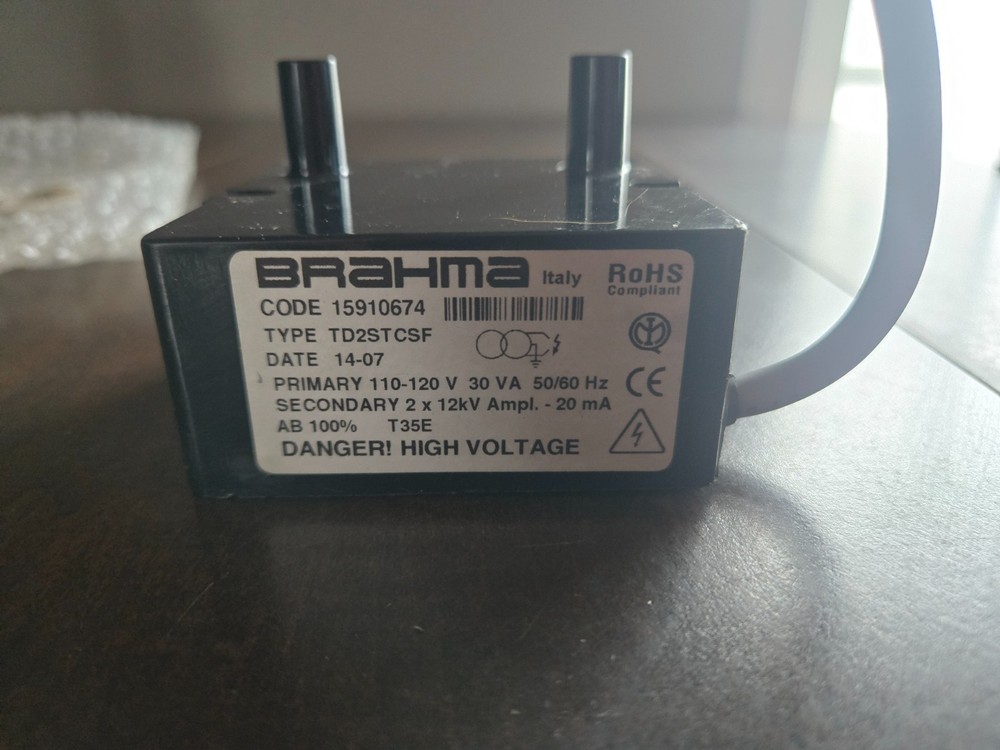 BRAHMA Italy RoHS
Compliant
CODE 15910674
TYPE TD2STCSF
DATE 14-07
PRIMARY 110-120 V 30 VA 50/60 Hz CE
SECONDARY 2 x 12kV Ampl. - 20 mA
AB 100% T35E
DANGER! HIGH VOLTAGE